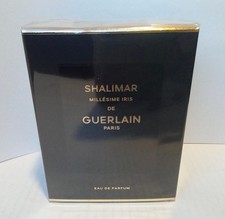 SHALIMAR
MILLÉSIME IRIS
DE
GUERLAIN
PARIS
EAU DE PARFUM